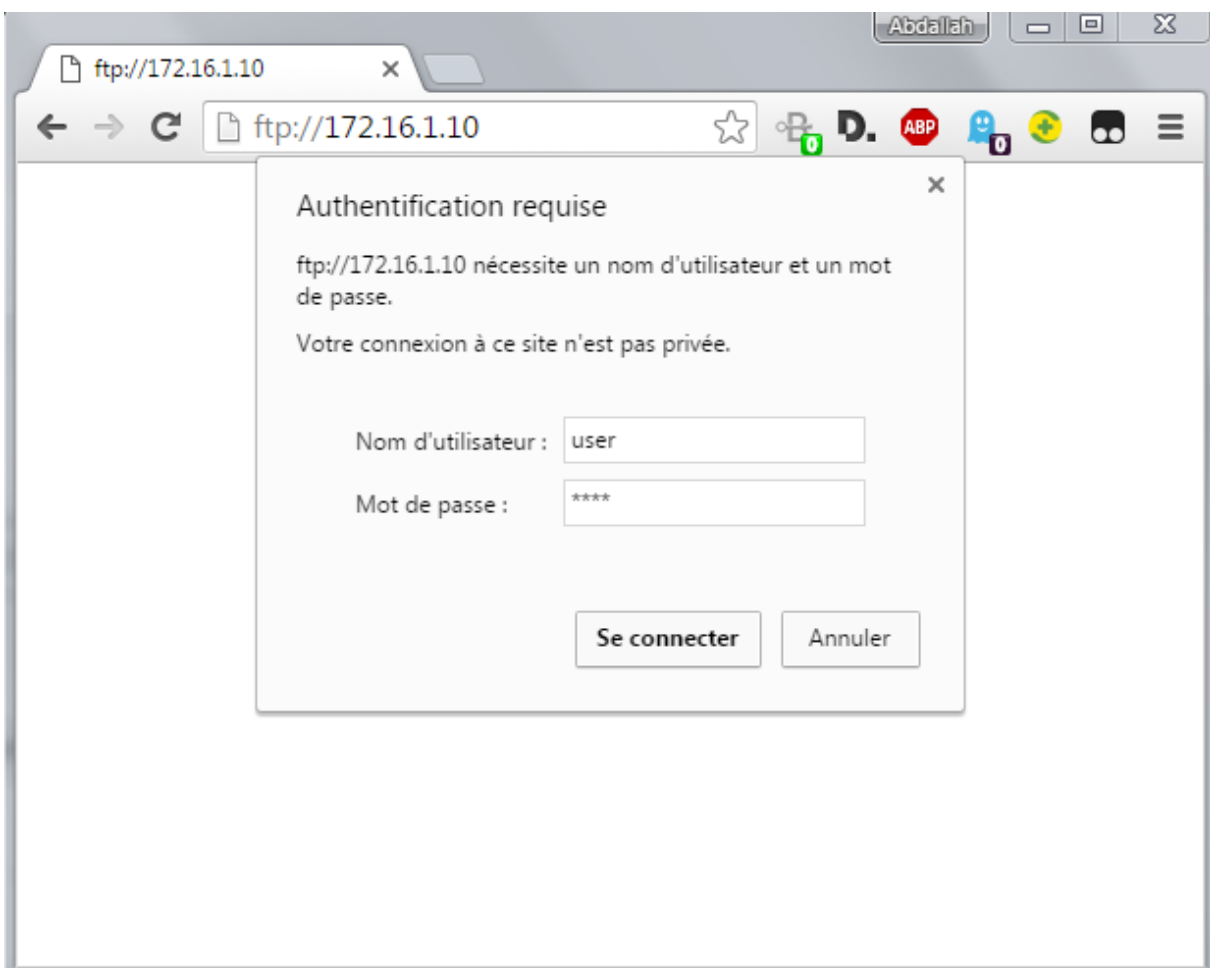 Abdallah
ftp://172.16.1.10
ftp://172.16.1.10
0
D.
ABP
0
Authentification requise
ftp://172.16.1.10 nécessite un nom d'utilisateur et un mot
de passe.
Votre connexion à ce site n'est pas privée.
Nom d'utilisateur : user
Mot de passe : ****
Se connecter Annuler